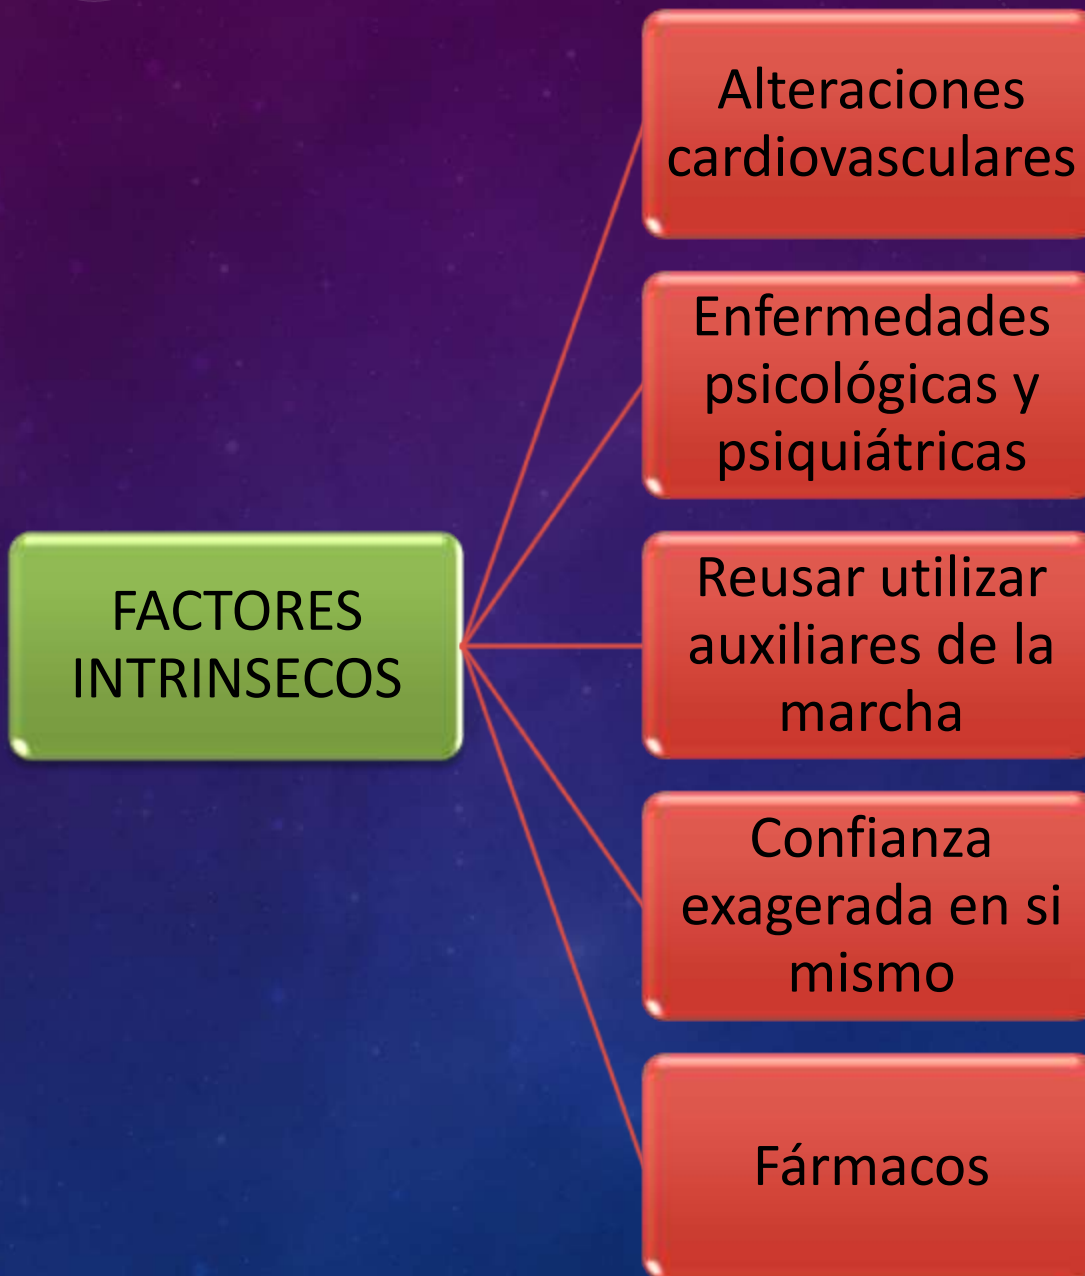 FACTORES
INTRINSECOS
Alteraciones
cardiovasculares
Enfermedades
psicológicas y
psiquiátricas
Reusar utilizar
auxiliares de la
marcha
Confianza
exagerada en si
mismo
Fármacos